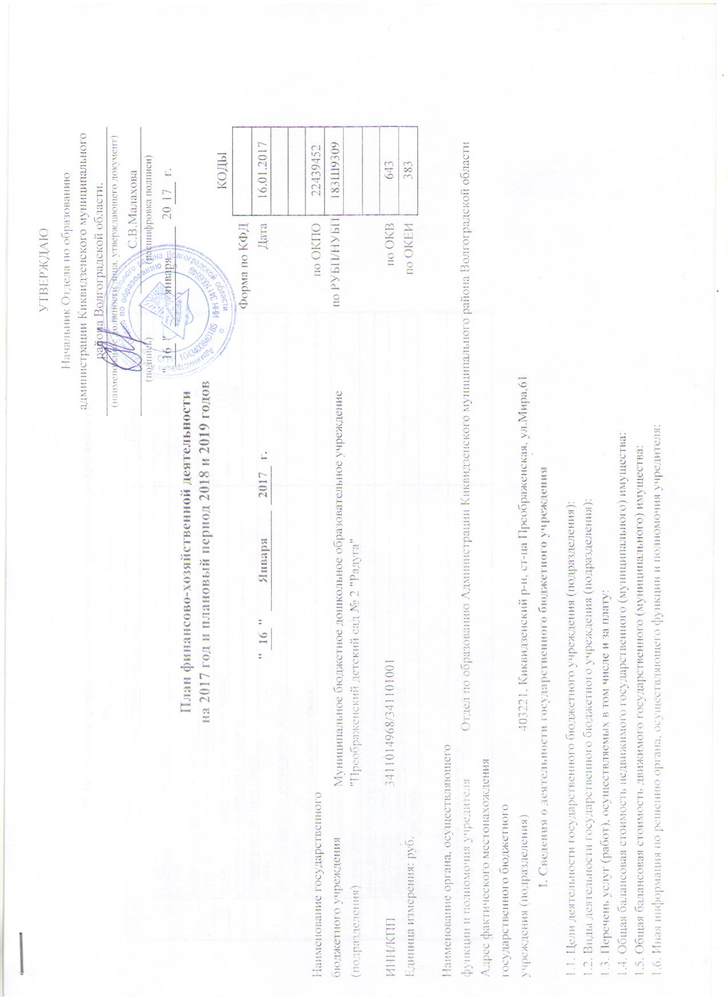 УТВЕРЖДАЮ
Начальник Отдела по образованию
администрации Киквидзенского муниципального
района Волгоградской области.
(наименование должности лица, утверждающего документ)
С.В.Малахова
(подпись) (расшифровка подписи)
" 16 " января 20 17 г.
План финансово-хозяйственной деятельности
на 2017 год и плановый период 2018 и 2019 годов
КОДЫ
Форма по КФД
" 16 " Января 2017 г. Дата 16.01.2017
Наименование государственного по ОКПО 22439452
бюджетного учреждения Муниципальное бюджетное дошкольное образовательное учреждение по РУБП/НУБП 183Ш9309
(подразделения) "Преображенский детский сад № 2 "Радуга"
ИНН/КПП 3411014968/341101001 по ОКВ 643
Единица измерения: руб. по ОКЕИ 383
Наименование органа, осуществляющего
функции и полномочия учредителя Отдел по образованию Администрации Киквидзенского муниципального района Волгоградской области
Адрес фактического местонахождения
государственного бюджетного
учреждения (подразделения) 403221, Киквидзенский р-н, ст-ца Преображенская, ул.Мира,61
I. Сведения о деятельности государственного бюджетного учреждения
1.1. Цели деятельности государственного бюджетного учреждения (подразделения):
1.2. Виды деятельности государственного бюджетного учреждения (подразделения):
1.3. Перечень услуг (работ), осуществляемых в том числе и за плату:
1.4. Общая балансовая стоимость недвижимого государственного (муниципального) имущества:
1.5. Общая балансовая стоимость движимого государственного (муниципального) имущества:
1.6. Иная информация по решению органа, осуществляющего функции и полномочия учредителя: